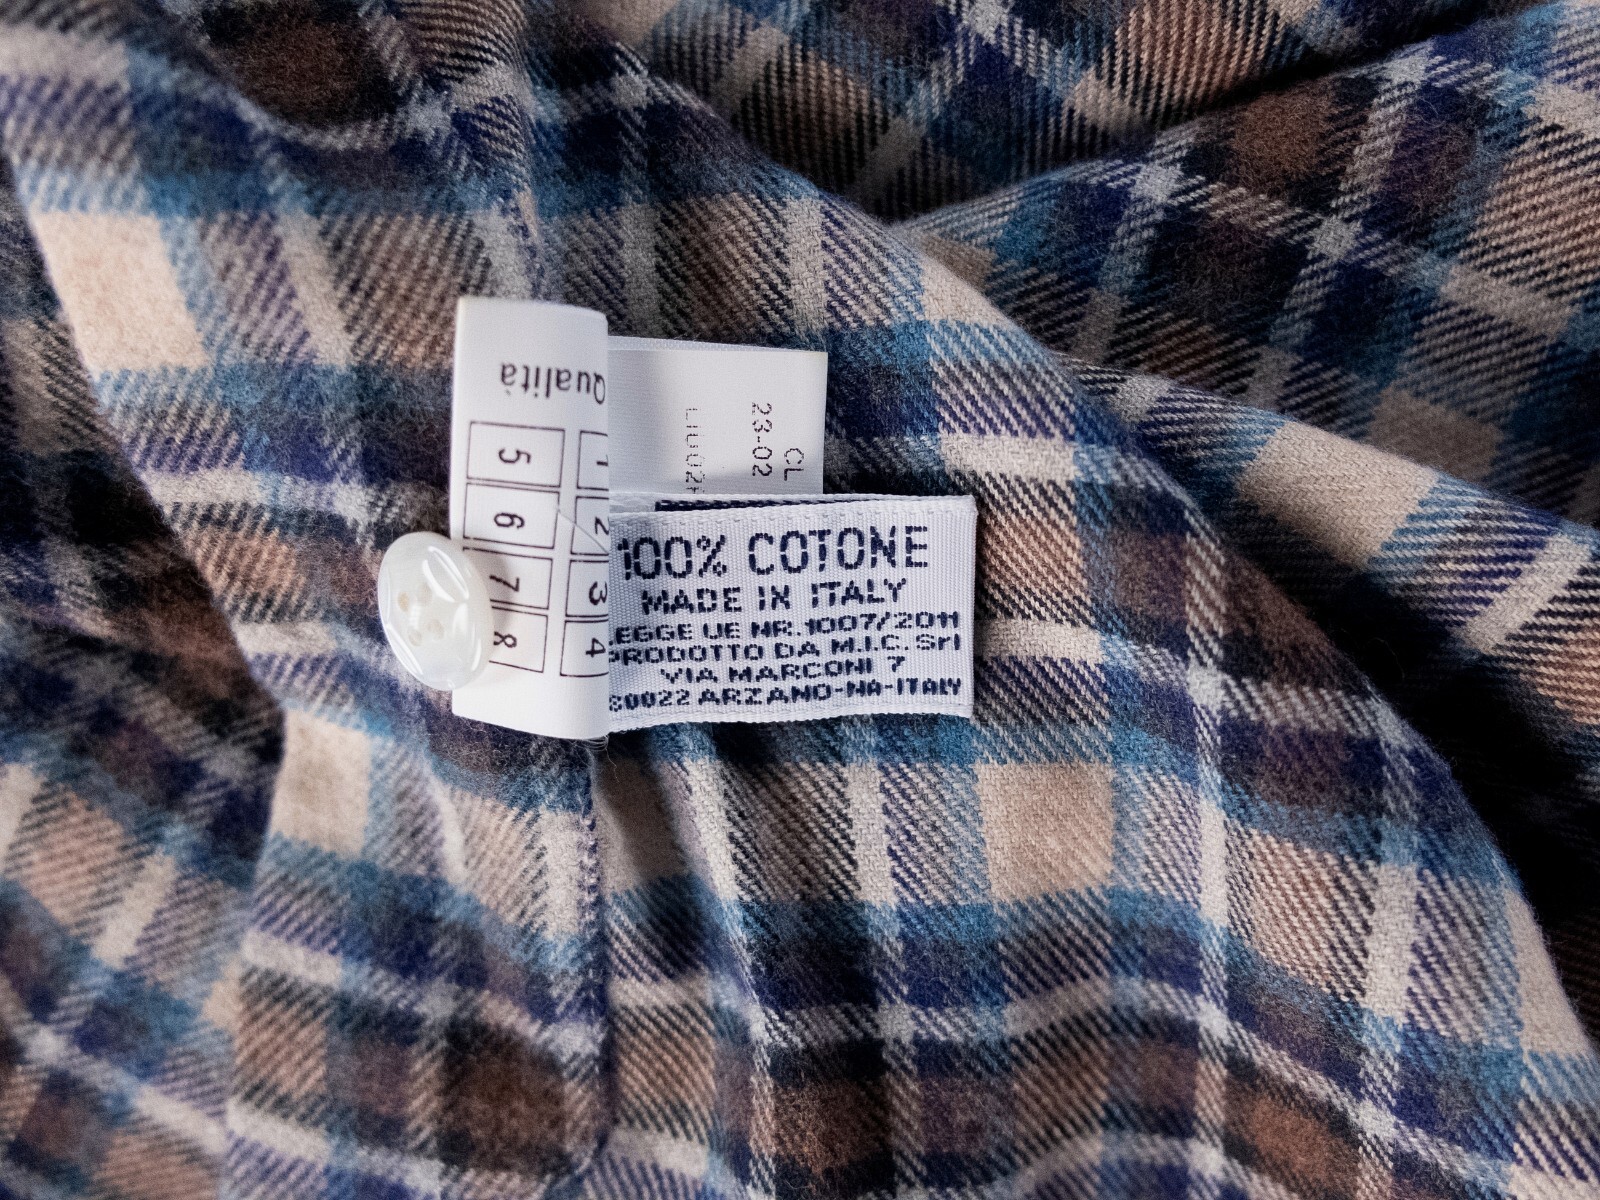 Qualità
5
6
7
8
1
2
3
4
CL
23-02
100% COTONE
MADE IN ITALY
LEGGE UE NR.1007/2011
PRODOTTO DA M.I.C. Srl
VIA MARCONI 7
80022 ARZANO-NA-ITALY